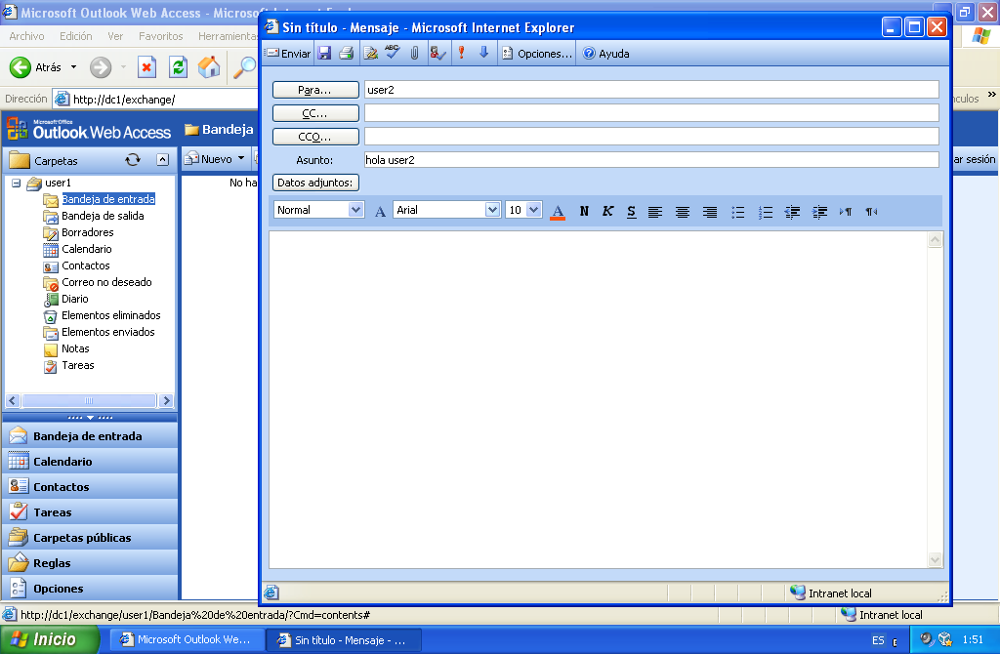 Microsoft Outlook Web Access - Microsoft Internet Expl
Archivo Edición Ver Favoritos Herramientas
Atrás
Dirección http://dc1/exchange/
nculos »
Microsoft Office
Outlook Web Access
Bandeja
Carpetas
Nuevo
ar sesión
user1
No ha
Bandeja de entrada
Bandeja de salida
Borradores
Calendario
Contactos
Correo no deseado
Diario
Elementos eliminados
Elementos enviados
Notas
Tareas
Bandeja de entrada
Calendario
Contactos
Tareas
Carpetas públicas
Reglas
Opciones
Sin título - Mensaje - Microsoft Internet Explorer
Enviar ABC Opciones... Ayuda
Para... user2
CC...
CCO...
Asunto: hola user2
Datos adjuntos:
Normal A Arial 10 A N K S
Intranet local
http://dc1/exchange/user1/Bandeja%20de%20entrada/?Cmd=contents#
Intranet local
Inicio Microsoft Outlook We... Sin título - Mensaje - ... ES 1:51